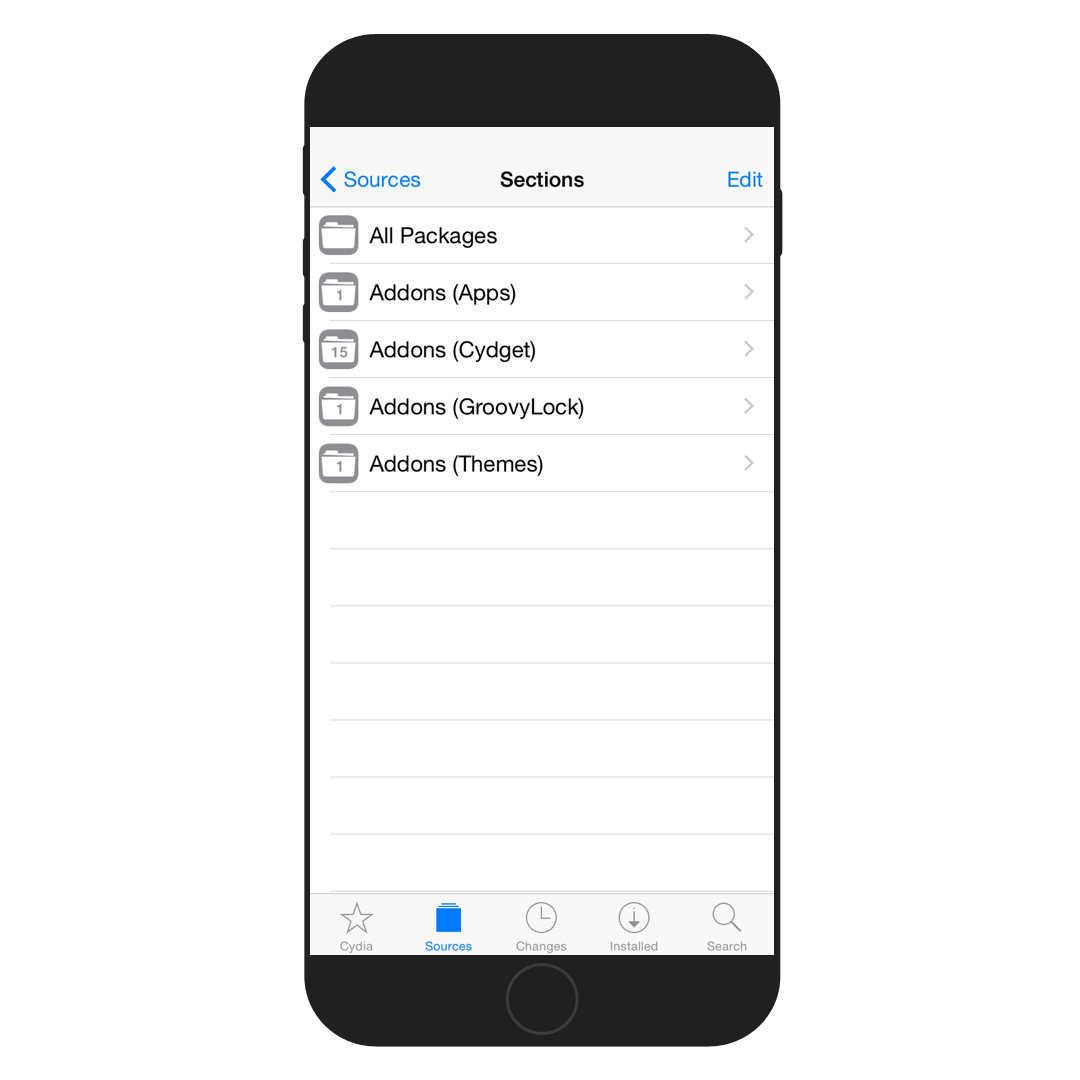 Sources Sections Edit
All Packages
1 Addons (Apps)
15 Addons (Cydget)
1 Addons (GroovyLock)
1 Addons (Themes)
Cydia Sources Changes Installed Search